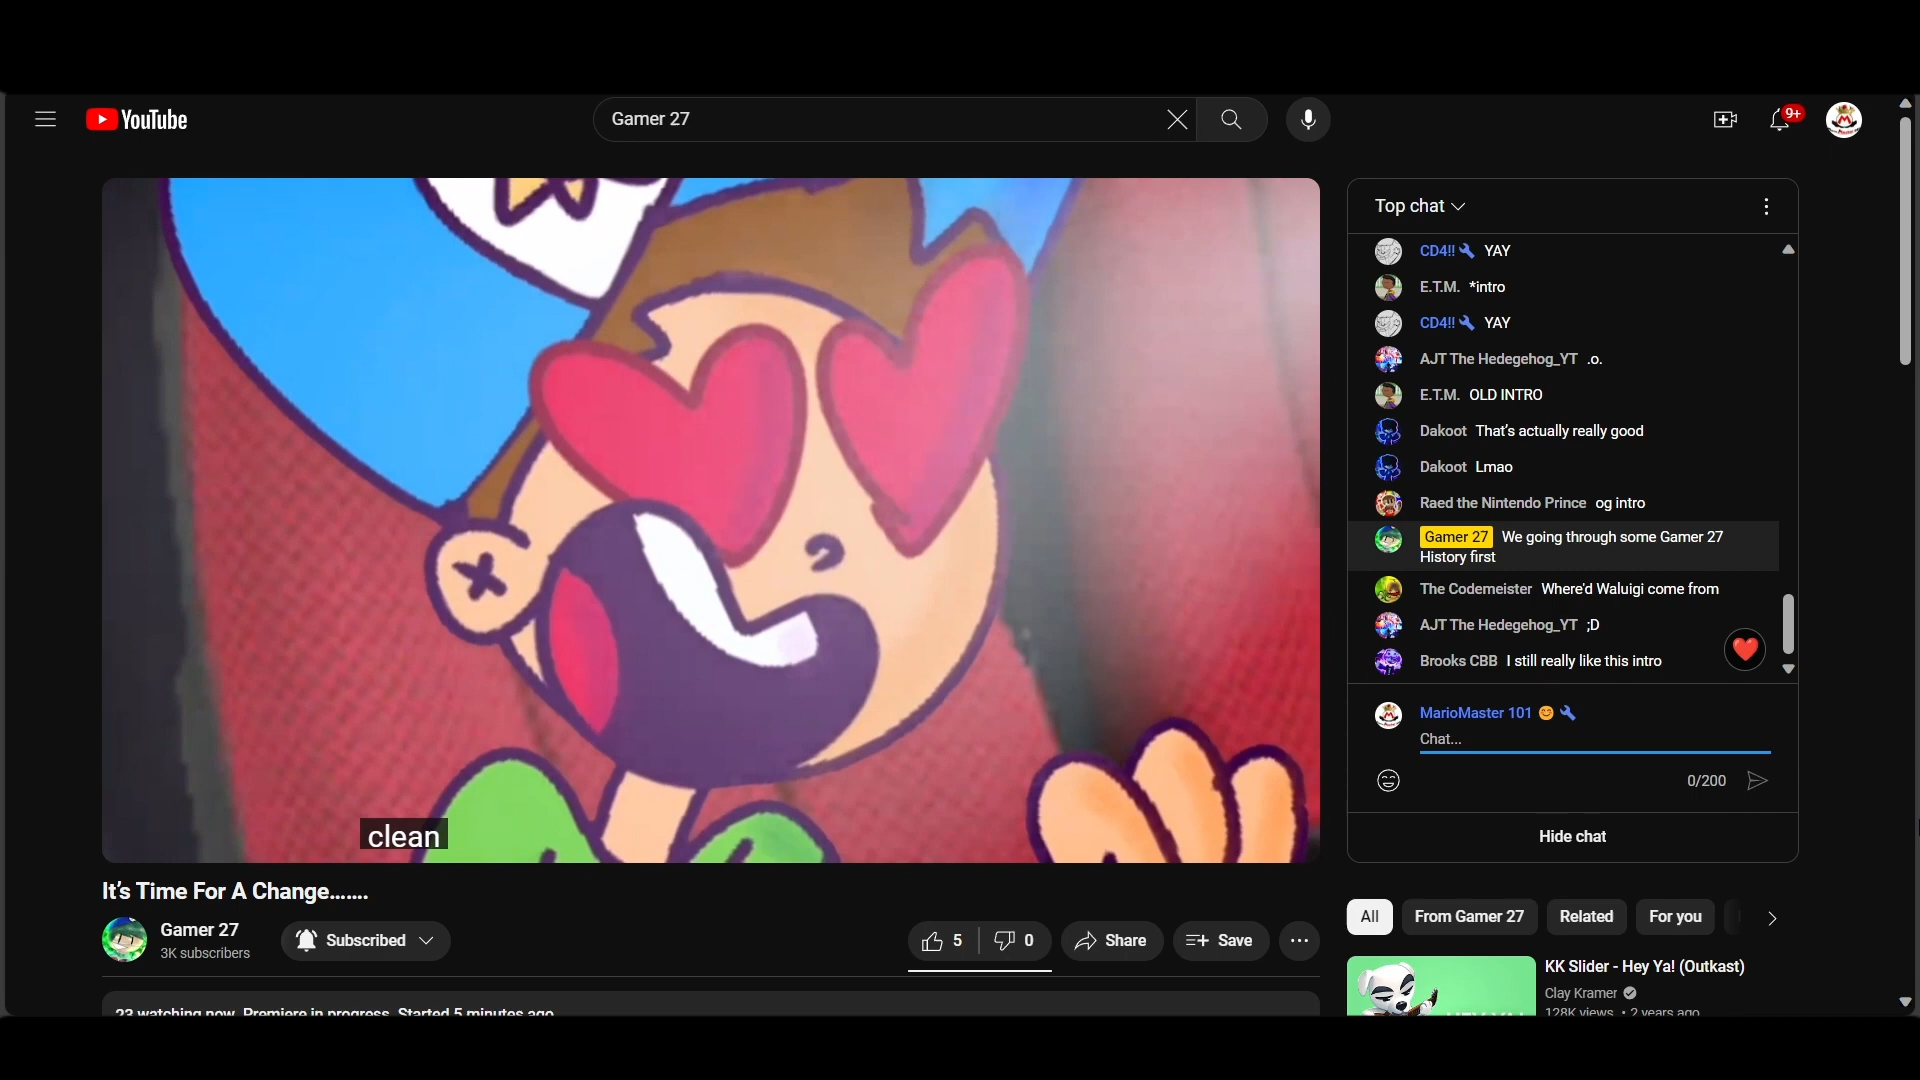 YouTube
Gamer 27
9+
Top chat
CD4!! YAY
E.T.M. *intro
CD4!! YAY
AJT The Hedegehog_YT .o.
E.T.M. OLD INTRO
Dakoot That’s actually really good
Dakoot Lmao
Raed the Nintendo Prince og intro
Gamer 27 We going through some Gamer 27
History first
The Codemeister Where'd Waluigi come from
AJT The Hedegehog_YT ;D
Brooks CBB I still really like this intro
MarioMaster 101
Chat...
0/200
Hide chat
clean
It’s Time For A Change.......
Gamer 27
3K subscribers
Subscribed
5
0
Share
Save
23 watching now Premiere in progress. Started 5 minutes ago
All
From Gamer 27
Related
For you
KK Slider - Hey Ya! (Outkast)
Clay Kramer
128K views • 2 years ago